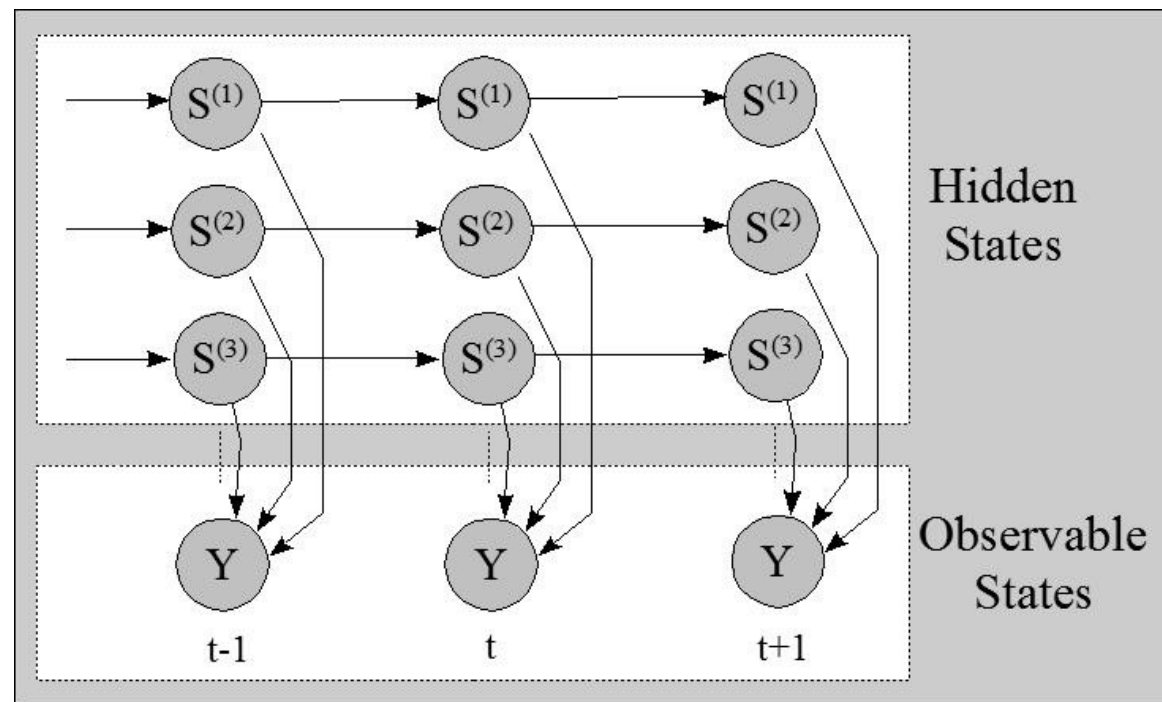 S(1) S(1) S(1)
S(2) S(2) S(2)
S(3) S(3) S(3)
Hidden
States
Y Y Y
Observable
States
t-1 t t+1